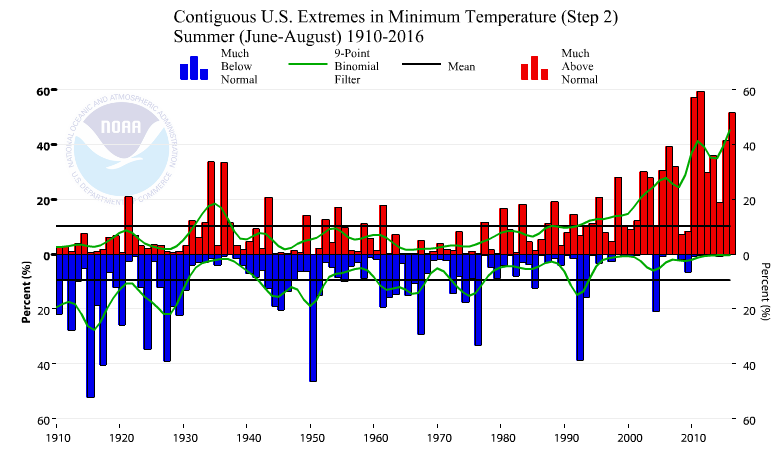 Contiguous U.S. Extremes in Minimum Temperature (Step 2)
Summer (June-August) 1910-2016
Much
Below
Normal
9-Point
Binomial
Filter
Mean
Much
Above
Normal
60
60
40
40
20
20
0
0
20
20
40
40
60
60
Percent (%)
Percent (%)
NATIONAL OCEANIC AND ATMOSPHERIC ADMINISTRATION
NOAA
U.S. DEPARTMENT OF COMMERCE
1910
1920
1930
1940
1950
1960
1970
1980
1990
2000
2010